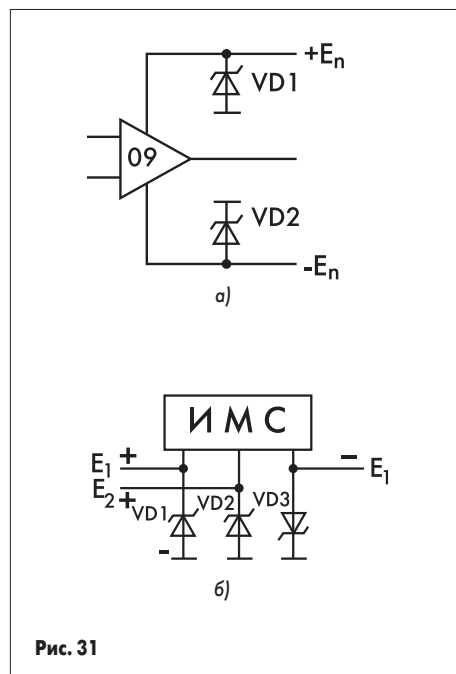 +Eп
VD1
09
VD2
-Eп
а)
ИМС
E1 + − E1
E2 +
VD1 VD2 VD3
-
б)
Рис. 31